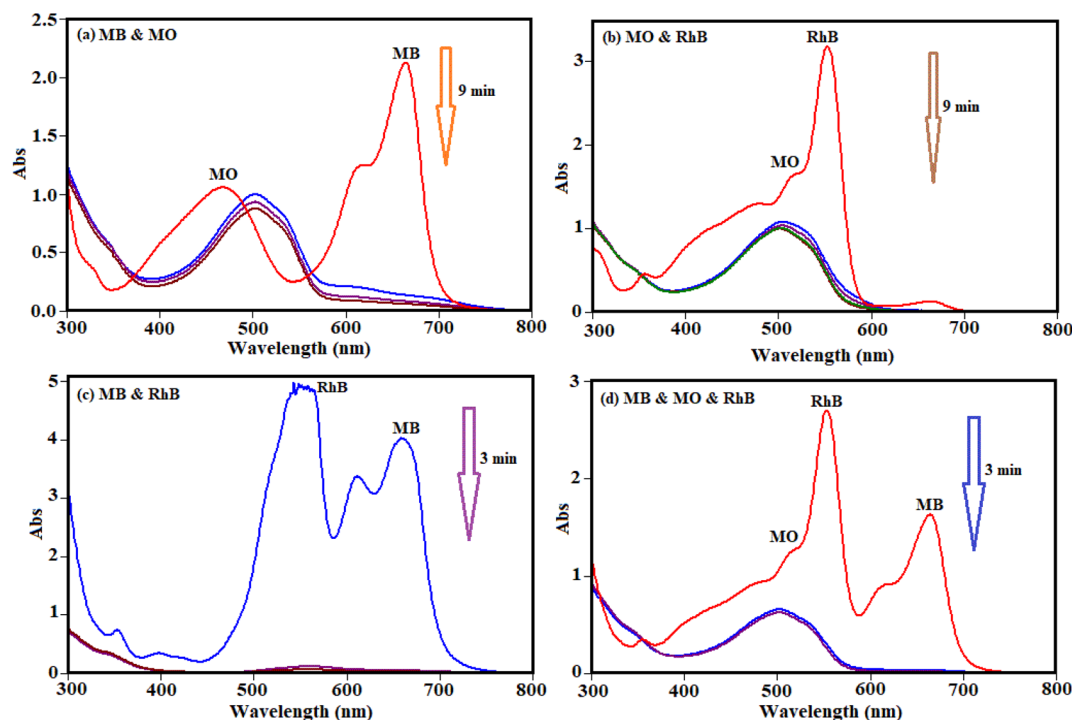 (a) MB & MO
2.5
2.0
1.5
1.0
0.5
0.0
Abs
MO
MB
9 min
300 400 500 600 700 800
Wavelength (nm)
(b) MO & RhB
3
2
1
0
Abs
MO
RhB
9 min
300 400 500 600 700 800
Wavelength (nm)
(c) MB & RhB
5
4
3
2
1
0
Abs
RhB
MB
3 min
300 400 500 600 700 800
Wavelength (nm)
(d) MB & MO & RhB
3
2
1
0
Abs
MO
RhB
MB
3 min
300 400 500 600 700 800
Wavelength (nm)